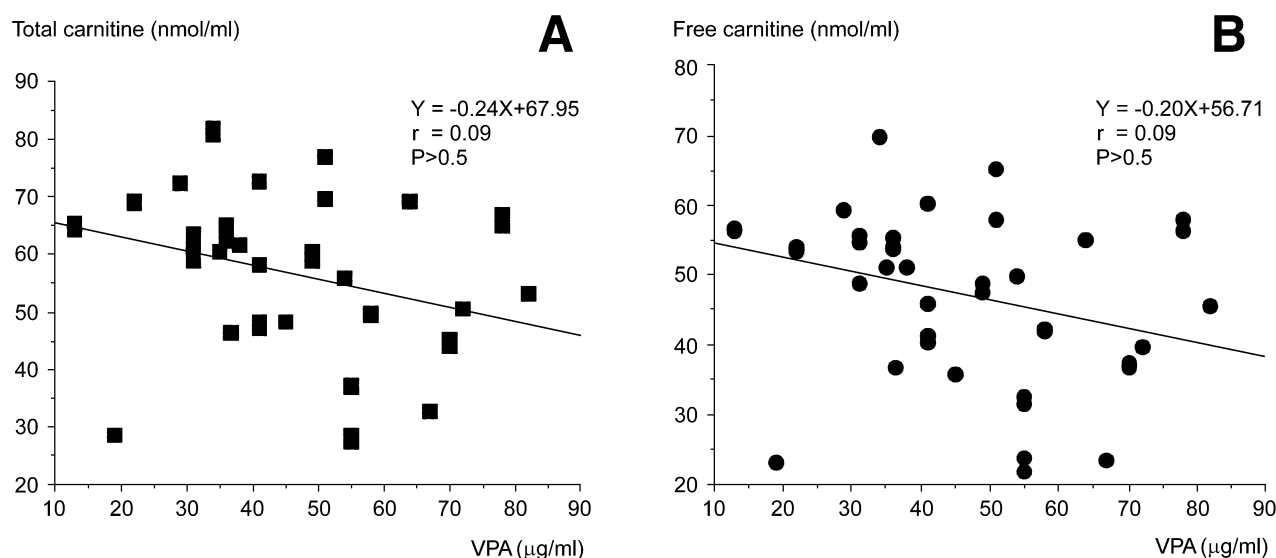 Total carnitine (nmol/ml)
A
90
80
70
60
50
40
30
20
10 20 30 40 50 60 70 80 90
VPA (μg/ml)
Y = -0.24X+67.95
r = 0.09
P>0.5
Free carnitine (nmol/ml)
B
80
70
60
50
40
30
20
10 20 30 40 50 60 70 80 90
VPA (μg/ml)
Y = -0.20X+56.71
r = 0.09
P>0.5